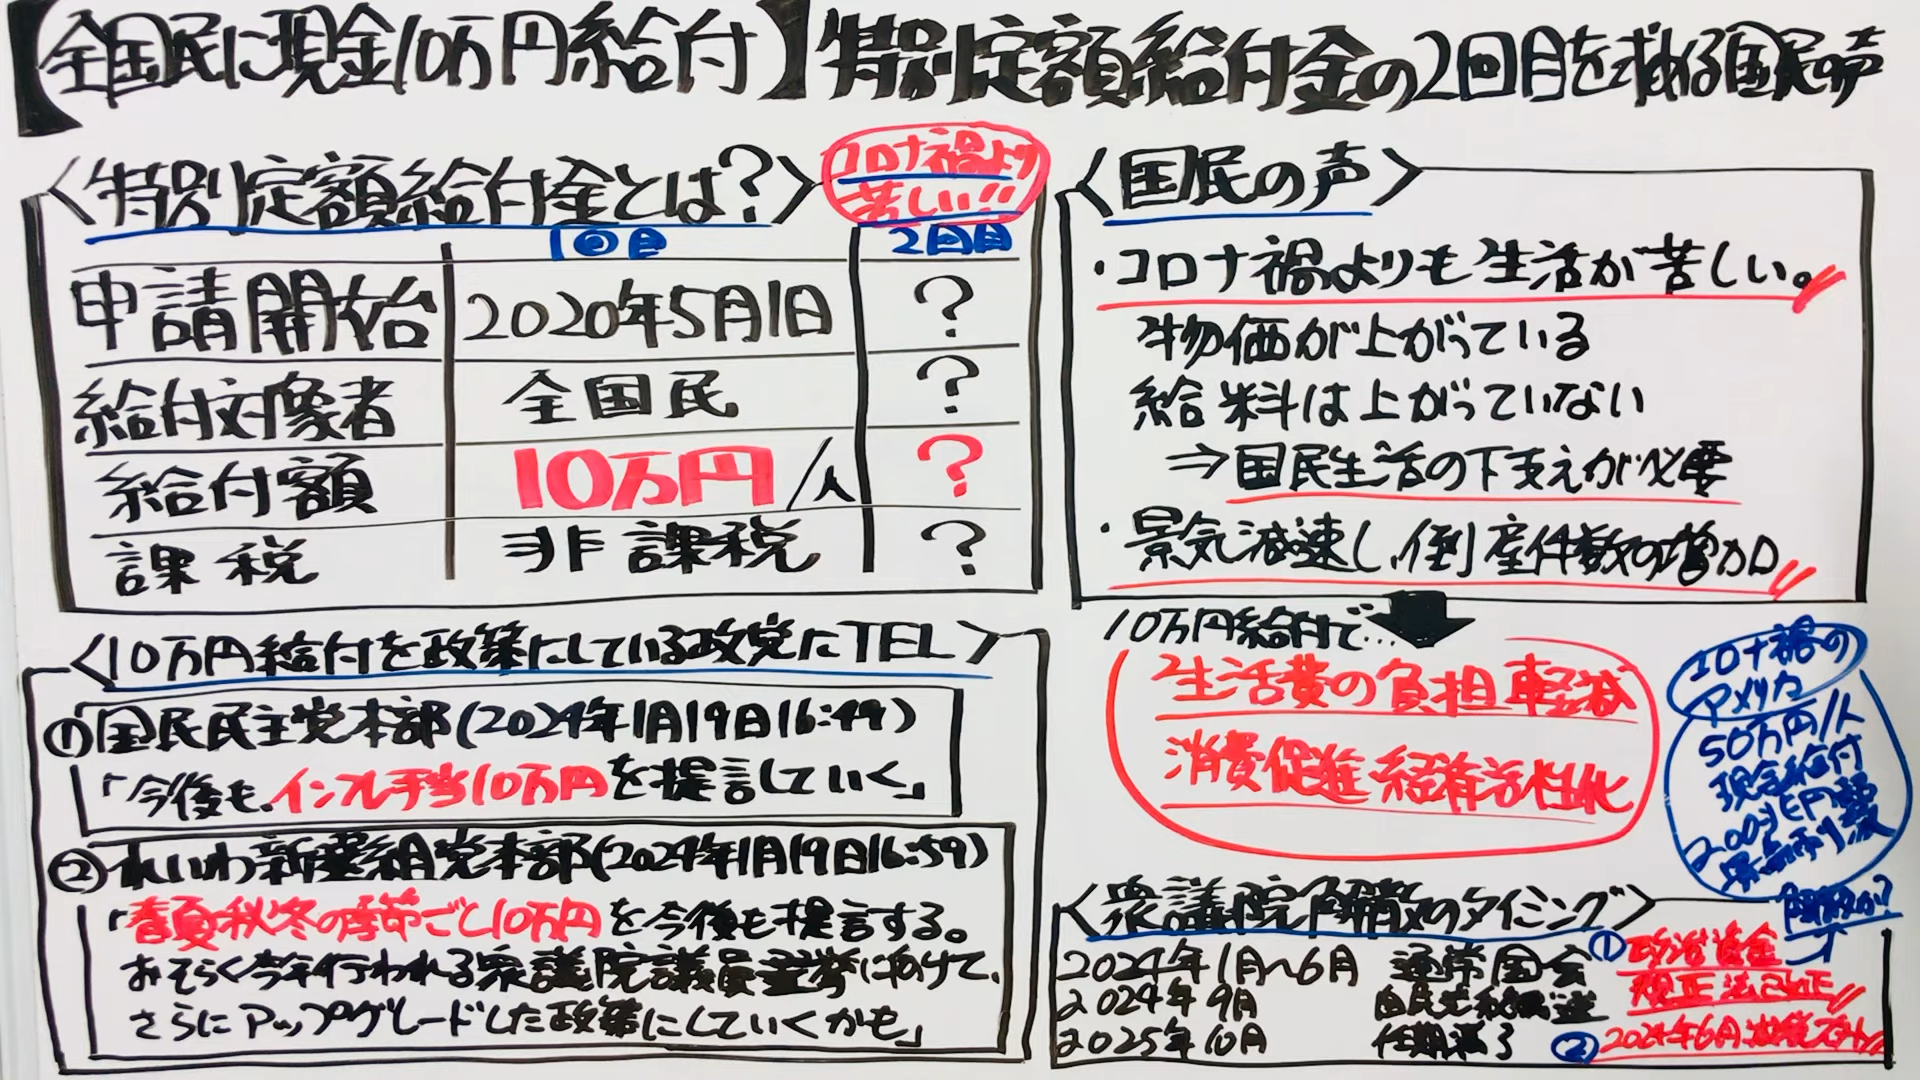 【全国民に現金10万円給付】特別定額給付金の2回目を求める国民の声
〈特別定額給付金とは?〉
コロナ禍より
苦しい!!
1回目
2回目
申請開始 2020年5月1日 ?
給付対象者 全国民 ?
給付額 10万円/人 ?
課税 非課税 ?
〈国民の声〉
・コロナ禍よりも生活が苦しい。
物価が上がっている
給料は上がっていない
⇒国民生活の下支えが必要
・景気減速し、倒産件数の増加
10万円給付で…
生活費の負担軽減
消費促進 経済活性化
コロナ禍の
アメリカ
50万円/人
現金給付
200兆円
〈10万円給付を政策にしている政党にTEL〉
①国民民主党本部(2024年1月19日16:49)
「今後も、インフレ手当10万円を提言していく」
②れいわ新選組党本部(2024年1月19日16:59)
「春夏秋冬の季節ごと10万円を今後も提言する。
おそらく今年行われる衆議院議員選挙に向けて、
さらにアップグレードした政策にしていくかも」
〈衆議院解散のタイミング〉
解散か?
2024年1月〜6月 通常国会
2024年9月 自民党総裁選
2025年10月 任期満了
①政治資金
規正法改正
②2024年6月